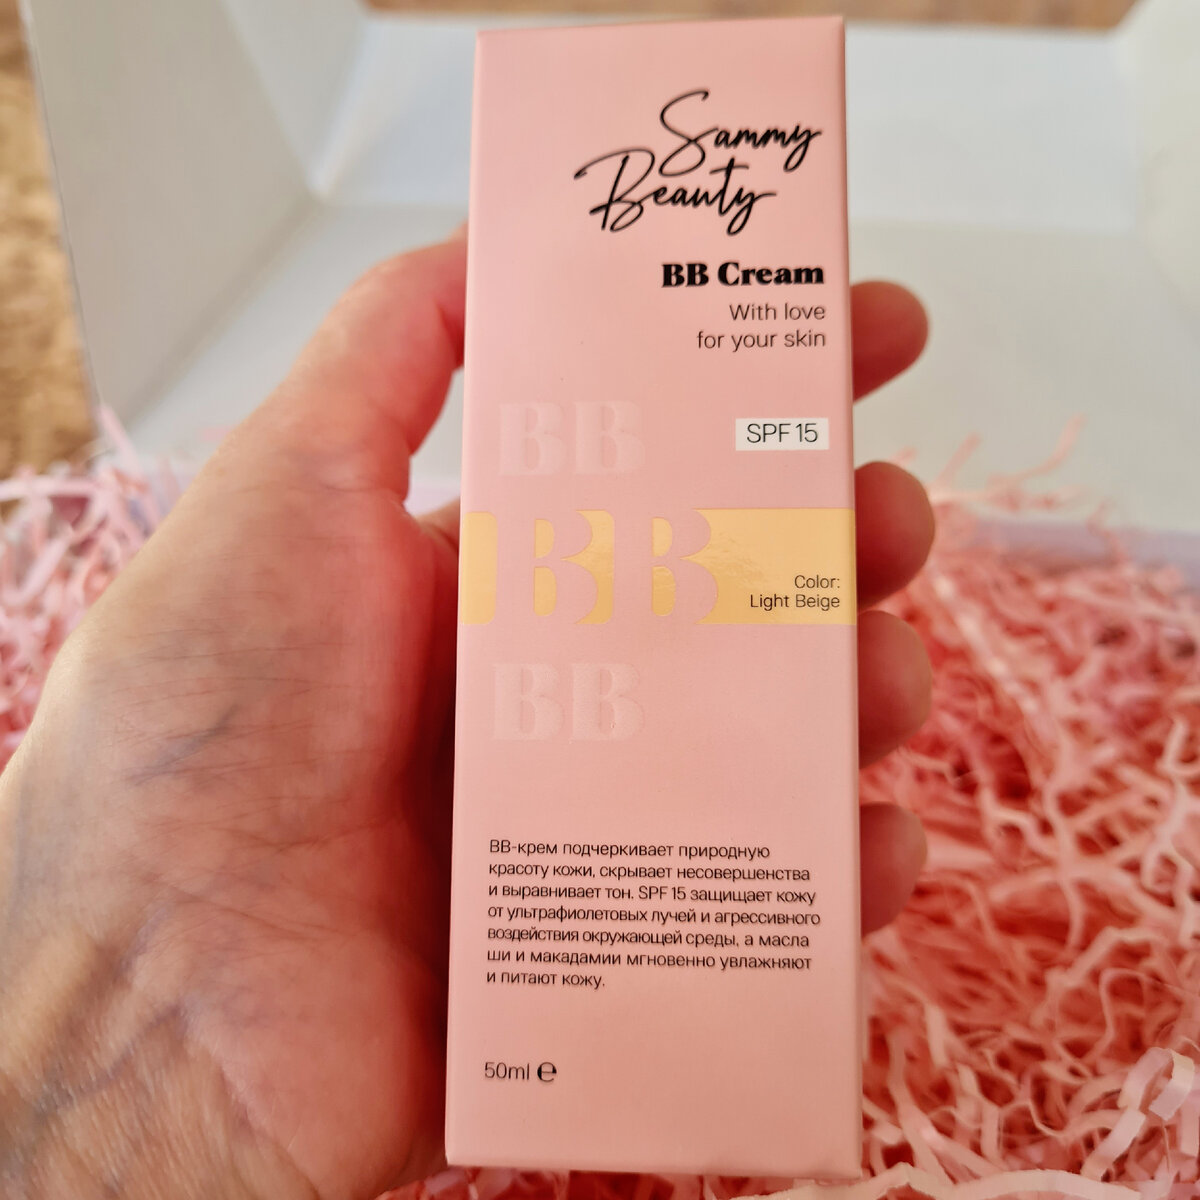 Sammy
Beauty
BB Cream
With love
for your skin
BB
SPF 15
BB
Color:
Light Beige
BB
BB-крем подчеркивает природную
красоту кожи, скрывает несовершенства
и выравнивает тон. SPF 15 защищает кожу
от ультрафиолетовых лучей и агрессивного
воздействия окружающей среды, а масла
ши и макадамии мгновенно увлажняют
и питают кожу.
50ml ℮